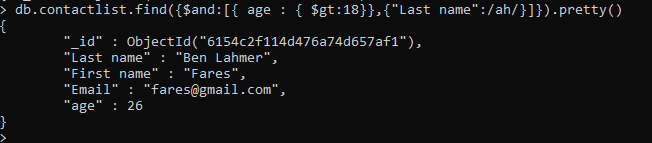 > db.contactlist.find({$and:[{ age : { $gt:18}},{"Last name":/ah/}]}).pretty()
{
        "_id" : ObjectId("6154c2f114d476a74d657af1"),
        "Last name" : "Ben Lahmer",
        "First name" : "Fares",
        "Email" : "fares@gmail.com",
        "age" : 26
}
>